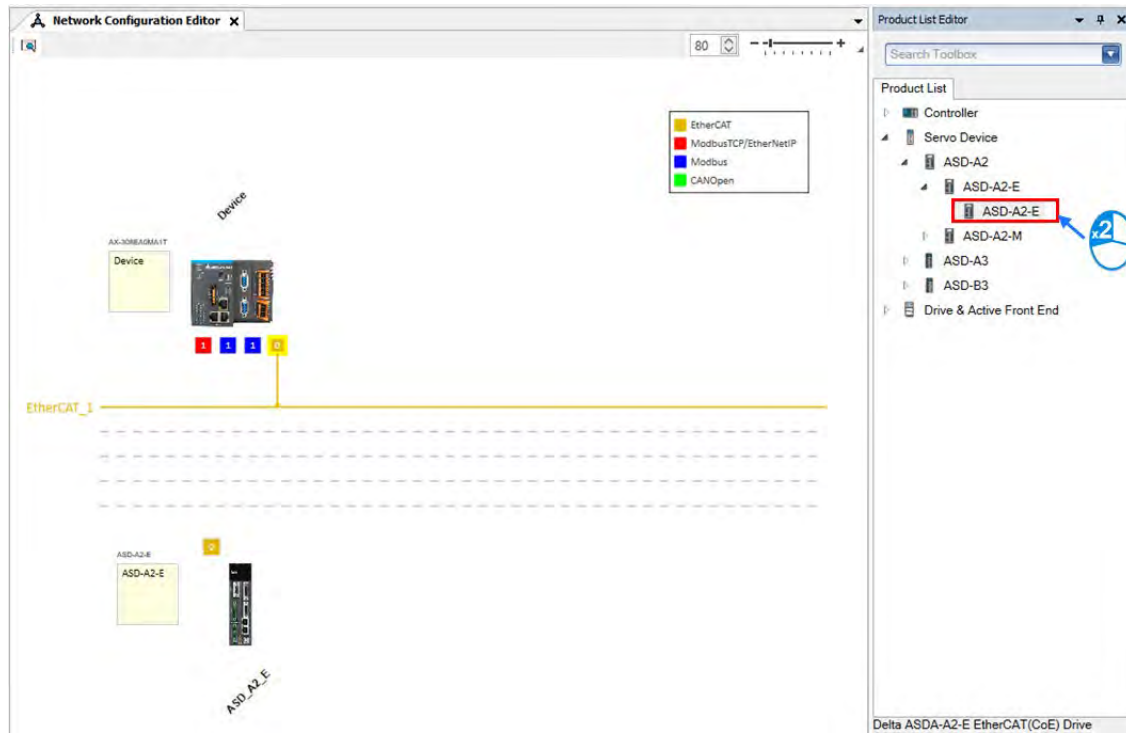 Network Configuration Editor
80
EtherCAT
ModbusTCP/EtherNetIP
Modbus
CANOpen
Device
AX-308EA0MA1T
Device
1 1 1 0
EtherCAT_1
0
ASD-A2-E
ASD-A2-E
ASD_A2_E
Product List Editor
Search Toolbox
Product List
Controller
Servo Device
ASD-A2
ASD-A2-E
ASD-A2-E
x2
ASD-A2-M
ASD-A3
ASD-B3
Drive & Active Front End
Delta ASDA-A2-E EtherCAT(CoE) Drive